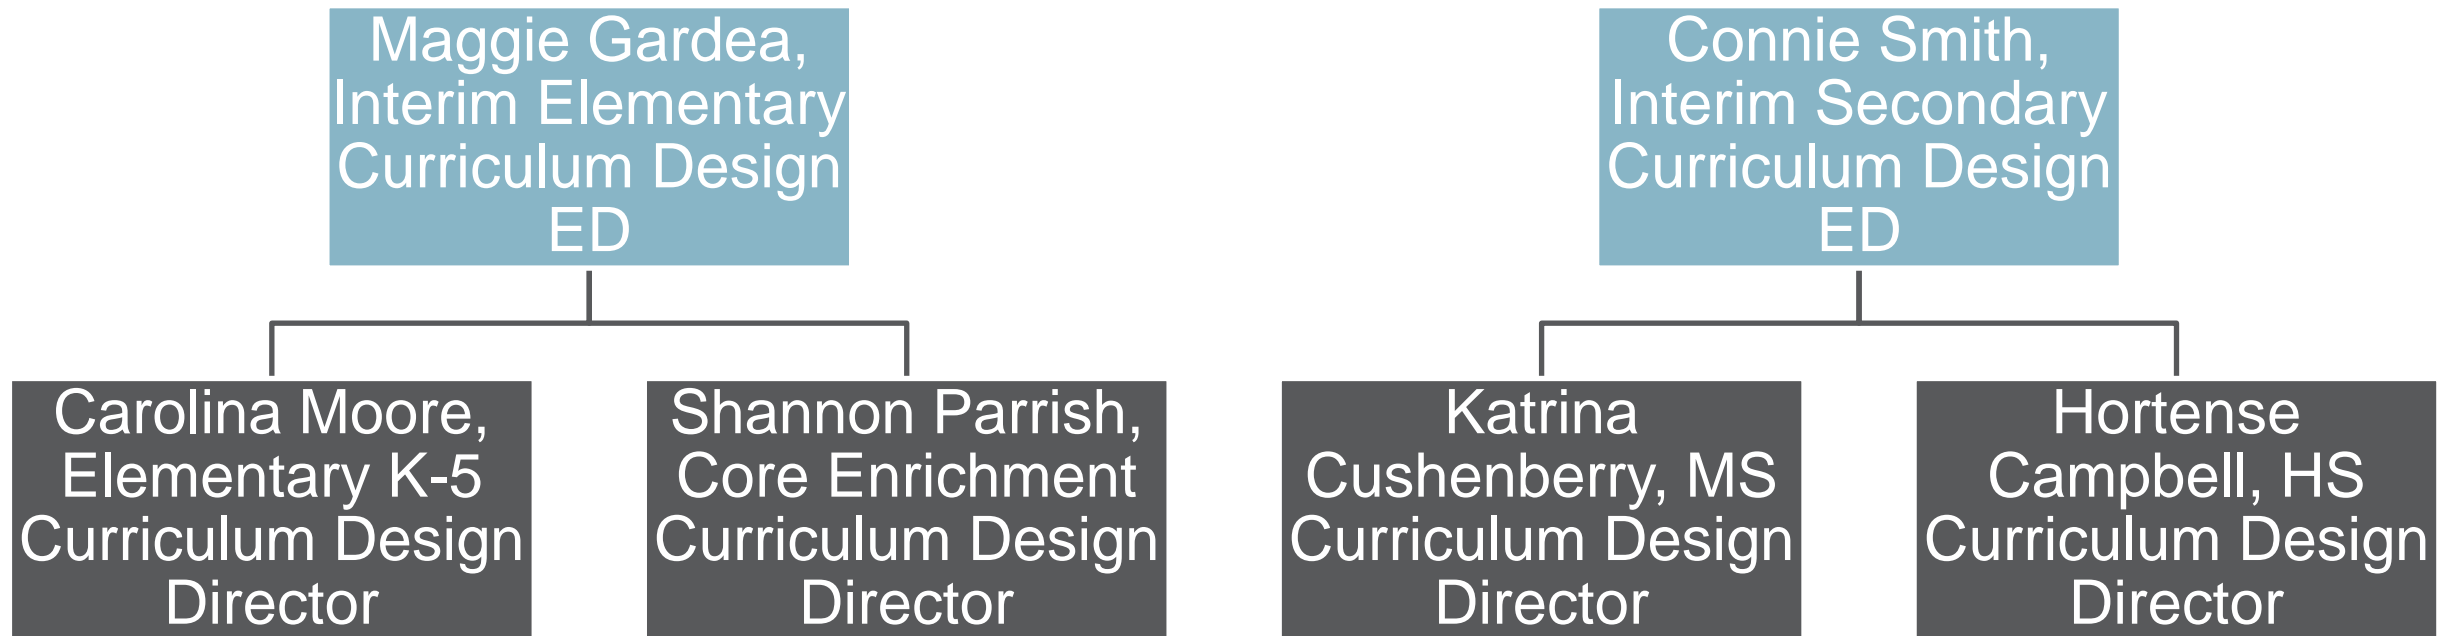 Maggie Gardea,
Interim Elementary
Curriculum Design
ED
Connie Smith,
Interim Secondary
Curriculum Design
ED
Carolina Moore,
Elementary K-5
Curriculum Design
Director
Shannon Parrish,
Core Enrichment
Curriculum Design
Director
Katrina
Cushenberry, MS
Curriculum Design
Director
Hortense
Campbell, HS
Curriculum Design
Director